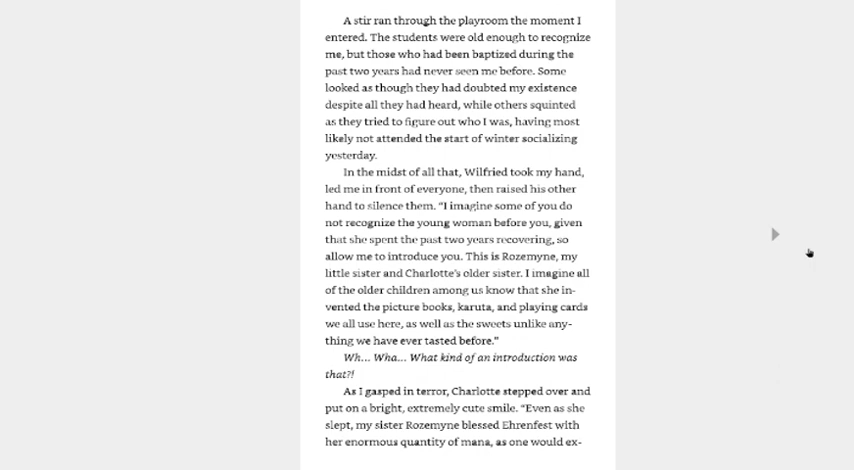 A stir ran through the playroom the moment I
entered. The students were old enough to recognize
me, but those who had been baptized during the
past two years had never seen me before. Some
looked as though they had doubted my existence
despite all they had heard, while others squinted
as they tried to figure out who I was, having most
likely not attended the start of winter socializing
yesterday.
In the midst of all that, Wilfried took my hand,
led me in front of everyone, then raised his other
hand to silence them. “I imagine some of you do
not recognize the young woman before you, given
that she spent the past two years recovering, so
allow me to introduce you. This is Rozemyne, my
little sister and Charlotte’s older sister. I imagine all
of the older children among us know that she in-
vented the picture books, karuta, and playing cards
we all use here, as well as the sweets unlike any-
thing we have ever tasted before.”
Wh... Wha... What kind of an introduction was
that?!
As I gasped in terror, Charlotte stepped over and
put on a bright, extremely cute smile. “Even as she
slept, my sister Rozemyne blessed Ehrenfest with
her enormous quantity of mana, as one would ex-